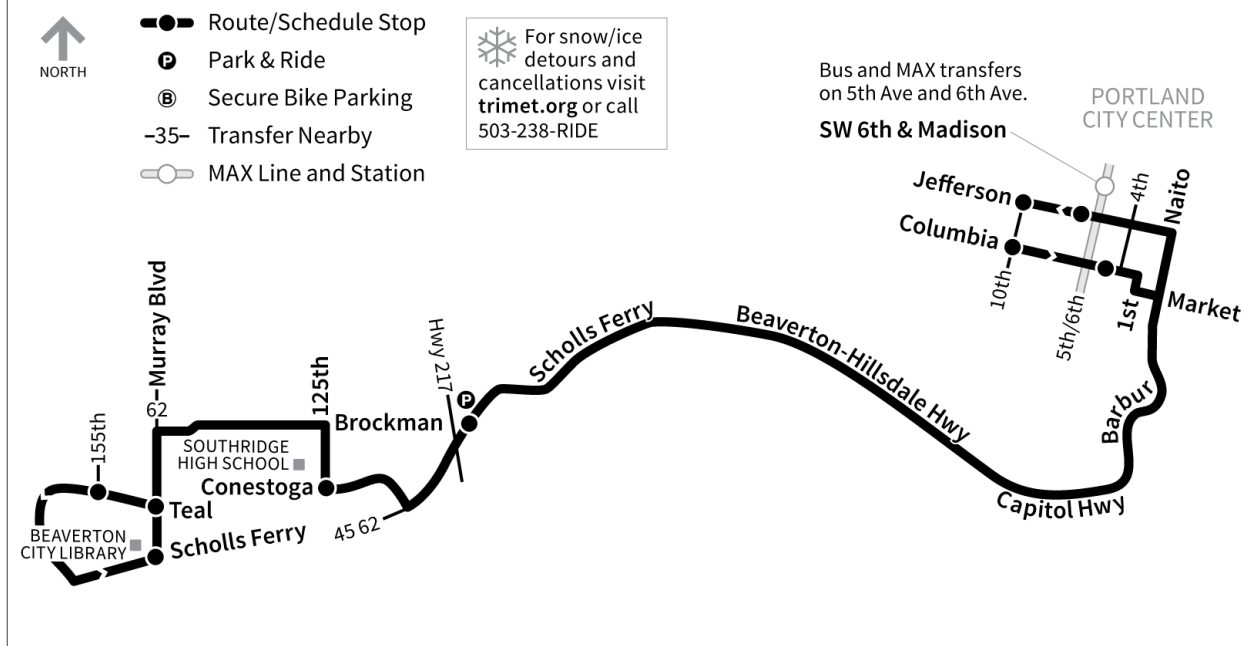 NORTH
Route/Schedule Stop
P Park & Ride
B Secure Bike Parking
–35– Transfer Nearby
MAX Line and Station
For snow/ice
detours and
cancellations visit
trimet.org or call
503-238-RIDE
Bus and MAX transfers
on 5th Ave and 6th Ave.
SW 6th & Madison
PORTLAND
CITY CENTER
Jefferson
Columbia
10th
5th/6th
4th
Naito
1st
Market
Barbur
Capitol Hwy
Beaverton-Hillsdale Hwy
Scholls Ferry
Hwy 217
P
Brockman
125th
Murray Blvd
62
155th
SOUTHRIDGE
HIGH SCHOOL
Conestoga
45 62
Teal
Scholls Ferry
BEAVERTON
CITY LIBRARY